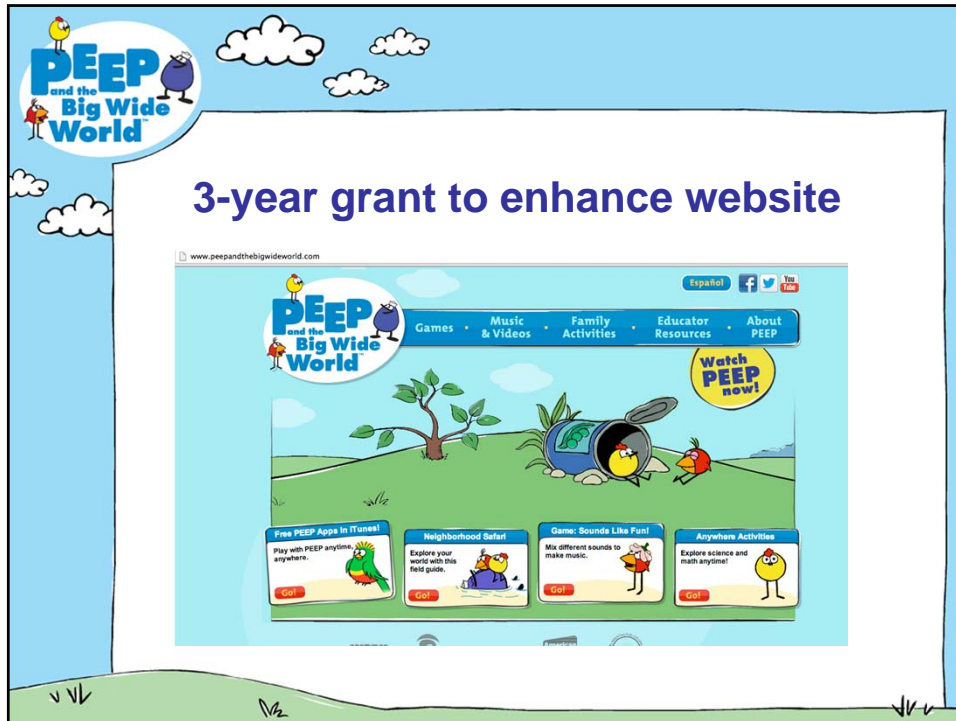 PEEP
and the
Big Wide
World™
3-year grant to enhance website
www.peepandthebigwideworld.com
Español
You
Tube
PEEP
and the
Big Wide
World
Games • Music & Videos • Family Activities • Educator Resources • About PEEP
Watch
PEEP
now!
Free PEEP Apps in iTunes!
Play with PEEP anytime,
anywhere.
Go!
Neighborhood Safari
Explore your
world with this
field guide.
Go!
Game: Sounds Like Fun!
Mix different sounds to
make music.
Go!
Anywhere Activities
Explore science and
math anytime!
Go!